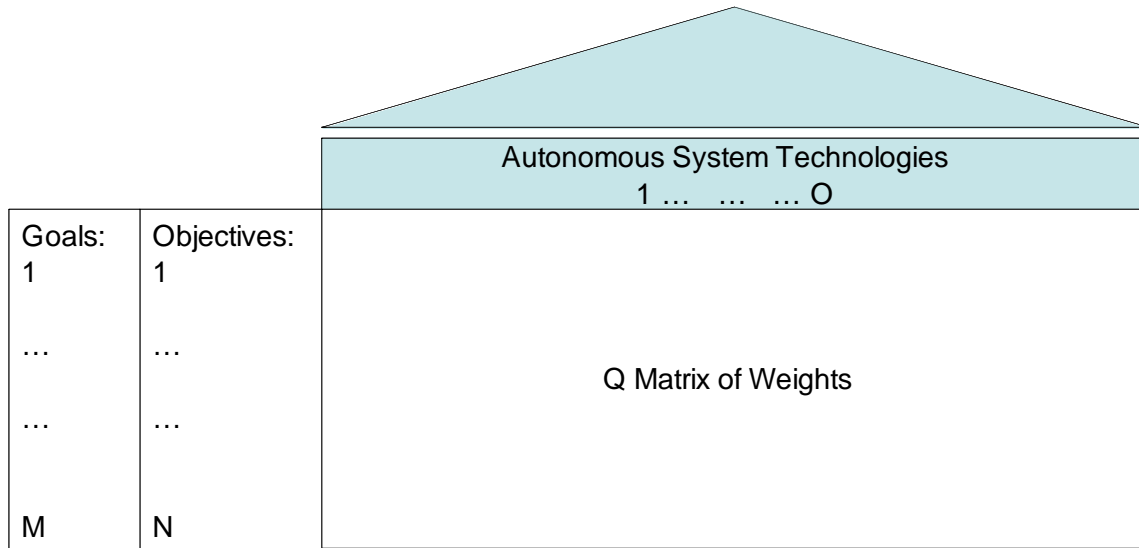 Autonomous System Technologies
1 … … … O
Goals:
1
…
…
M
Objectives:
1
…
…
N
Q Matrix of Weights